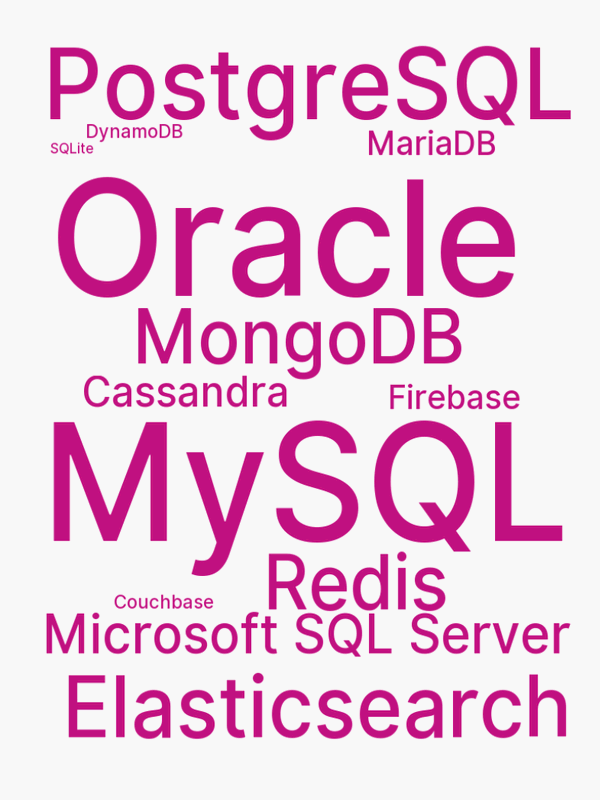 PostgreSQL
DynamoDB
MariaDB
SQLite
Oracle
MongoDB
Cassandra
Firebase
MySQL
Redis
Couchbase
Microsoft SQL Server
Elasticsearch